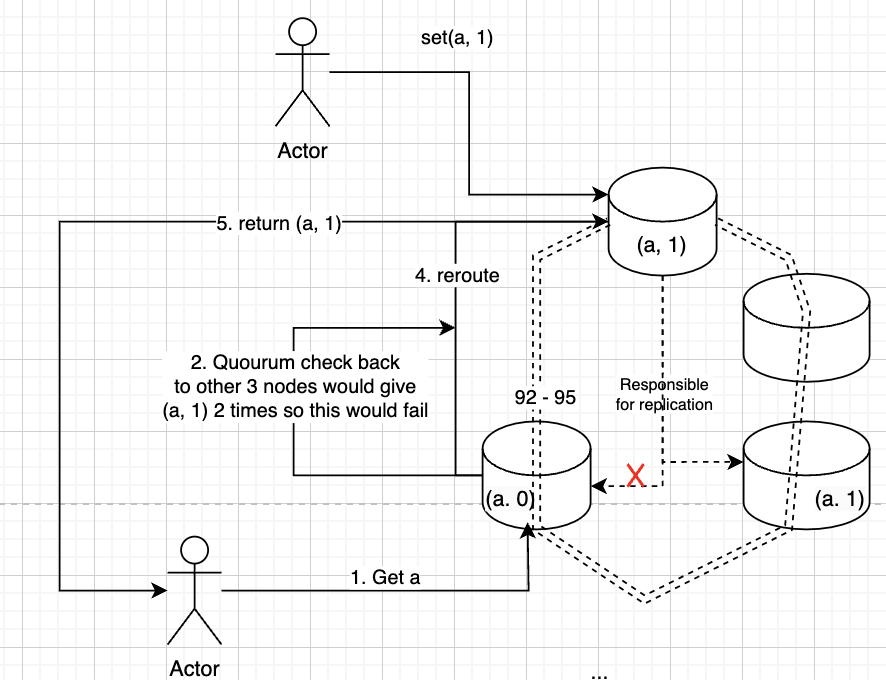 set(a, 1)
Actor
5. return (a, 1)
(a, 1)
4. reroute
2. Quourum check back
to other 3 nodes would give
(a, 1) 2 times so this would fail
92 - 95
Responsible
for replication
X
(a. 0)
(a. 1)
1. Get a
Actor
...